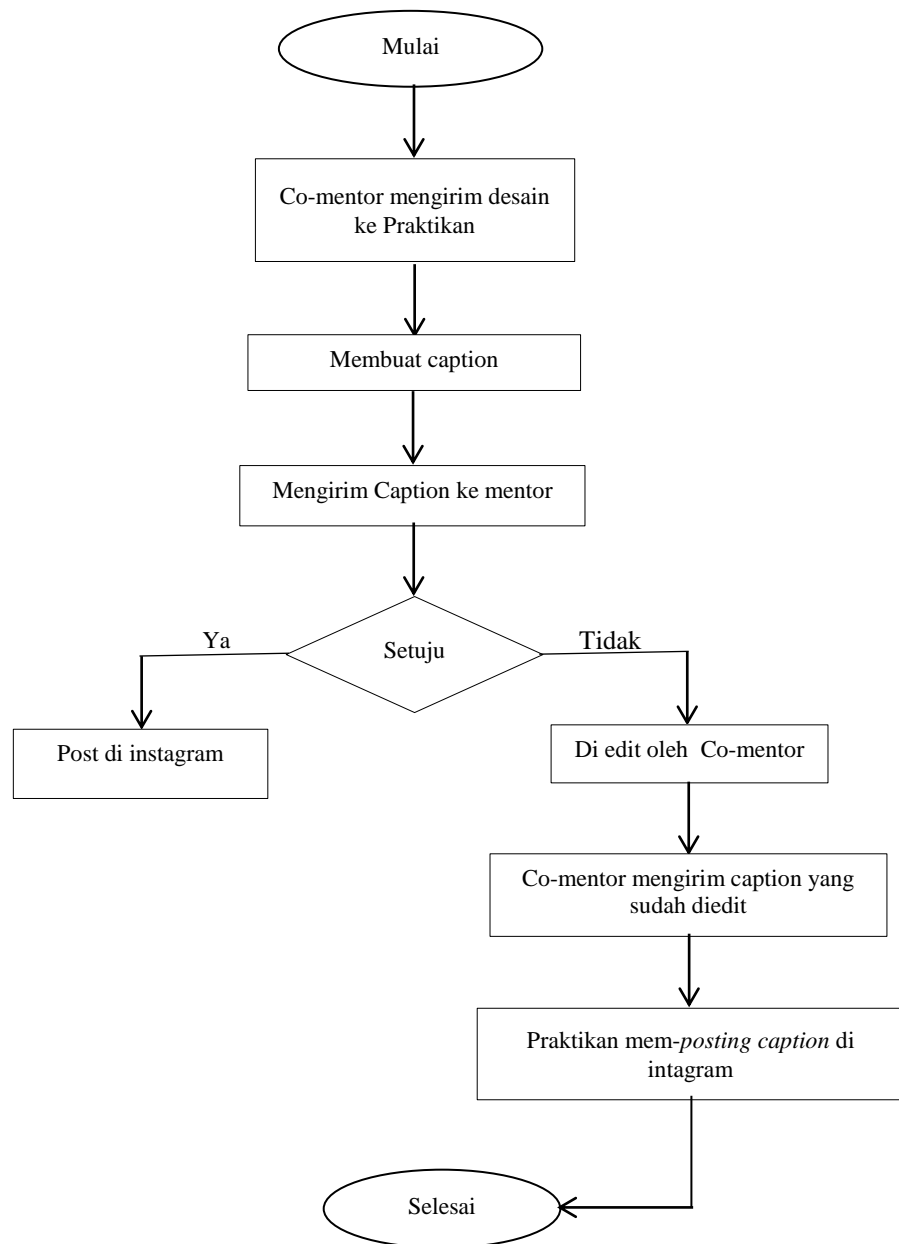 Mulai
Co-mentor mengirim desain
ke Praktikan
Membuat caption
Mengirim Caption ke mentor
Ya
Setuju
Tidak
Post di instagram
Di edit oleh Co-mentor
Co-mentor mengirim caption yang
sudah diedit
Praktikan mem-posting caption di
intagram
Selesai